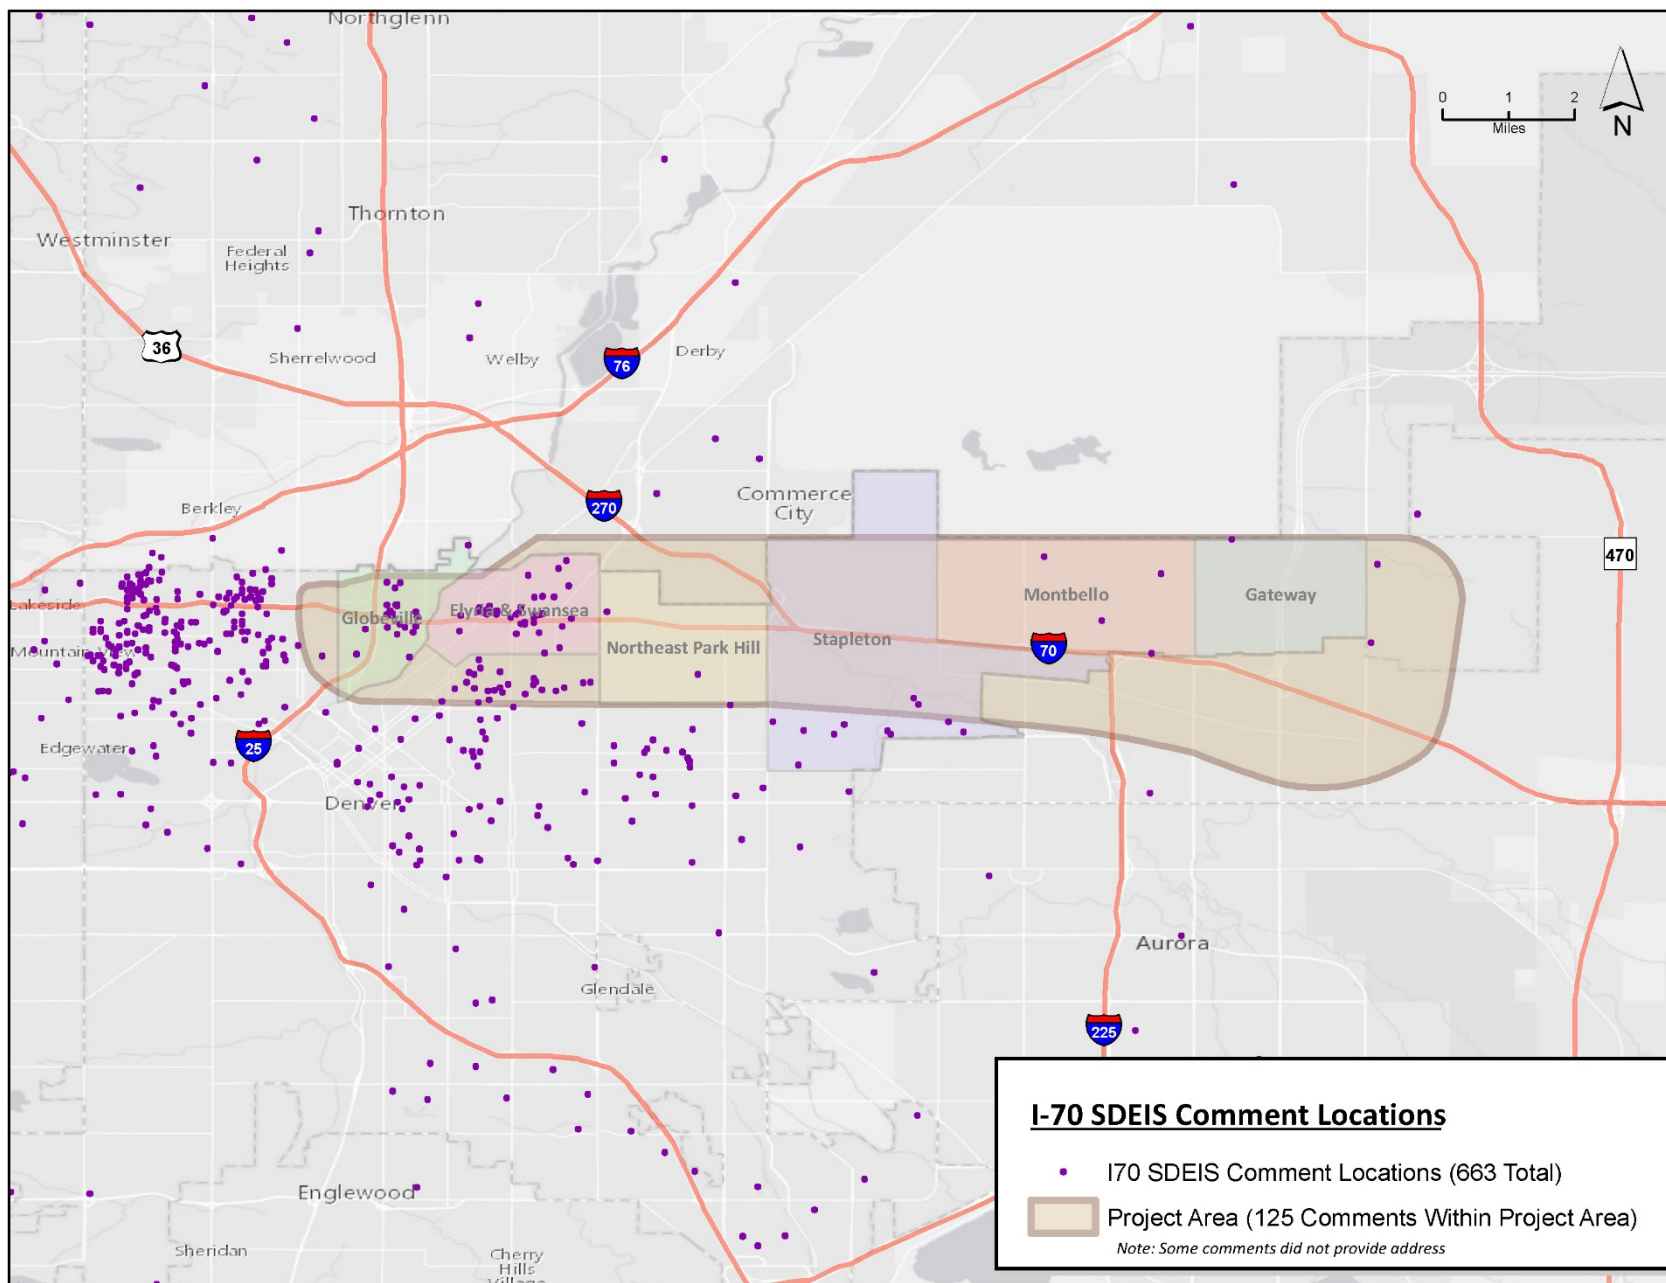 Northglenn
0 1 2
Miles
N
Thornton
Westminster
Federal
Heights
36
Sherrelwood
Welby
Derby
76
Berkley
270
Commerce
City
470
Lakeside
Globeville
Elyria & Swansea
Montbello
Gateway
Mountain View
Northeast Park Hill
Stapleton
70
Edgewater
25
Denver
Aurora
Glendale
225
Englewood
Sheridan
Cherry
Hills
Village
I-70 SDEIS Comment Locations
I70 SDEIS Comment Locations (663 Total)
Project Area (125 Comments Within Project Area)
Note: Some comments did not provide address